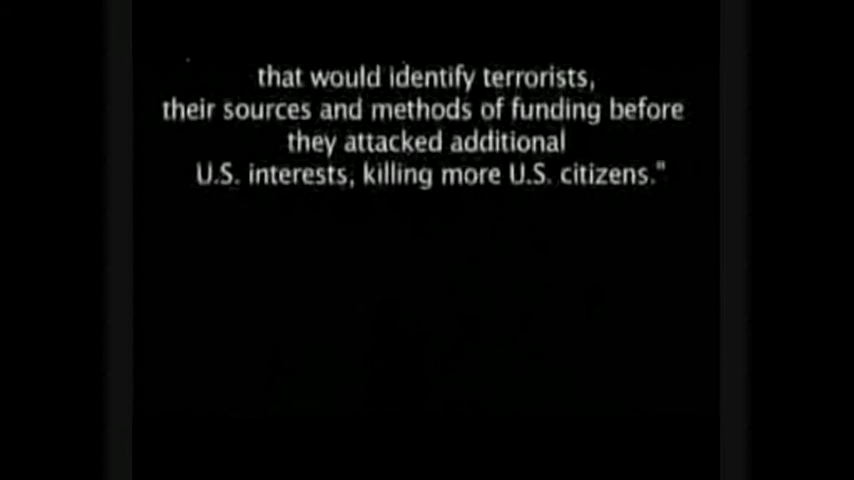 that would identify terrorists,
their sources and methods of funding before
they attacked additional
U.S. interests, killing more U.S. citizens."